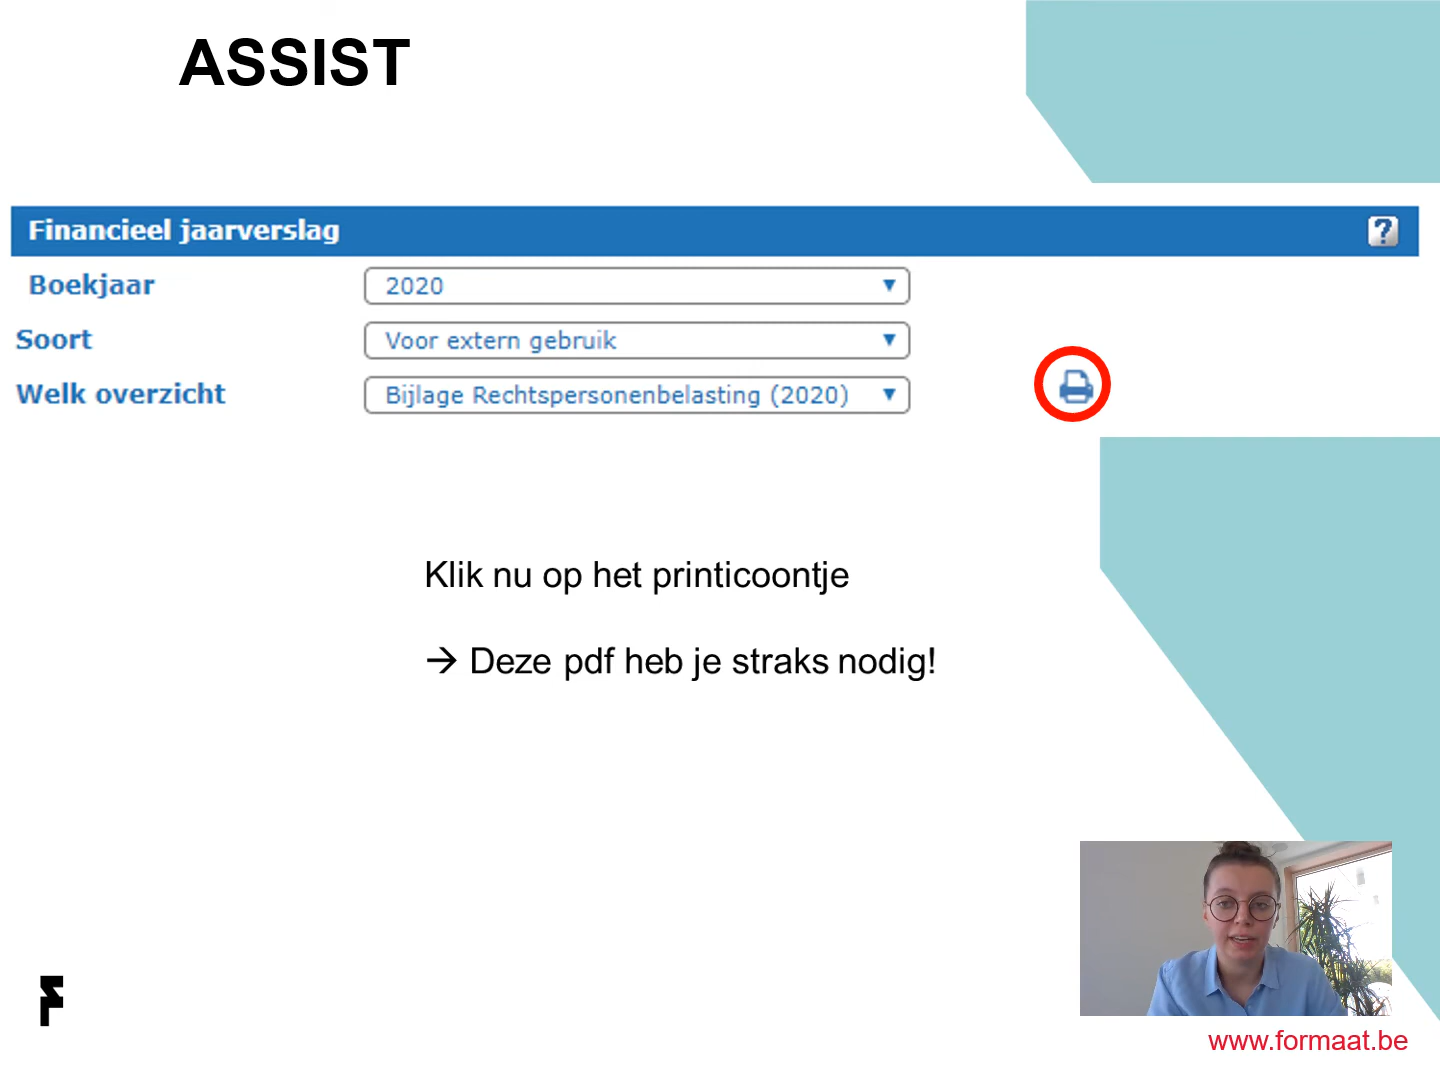 ASSIST
Financieel jaarverslag
?
Boekjaar
2020
Soort
Voor extern gebruik
Welk overzicht
Bijlage Rechtspersonenbelasting (2020)
Klik nu op het printicoontje
→ Deze pdf heb je straks nodig!
F
www.formaat.be